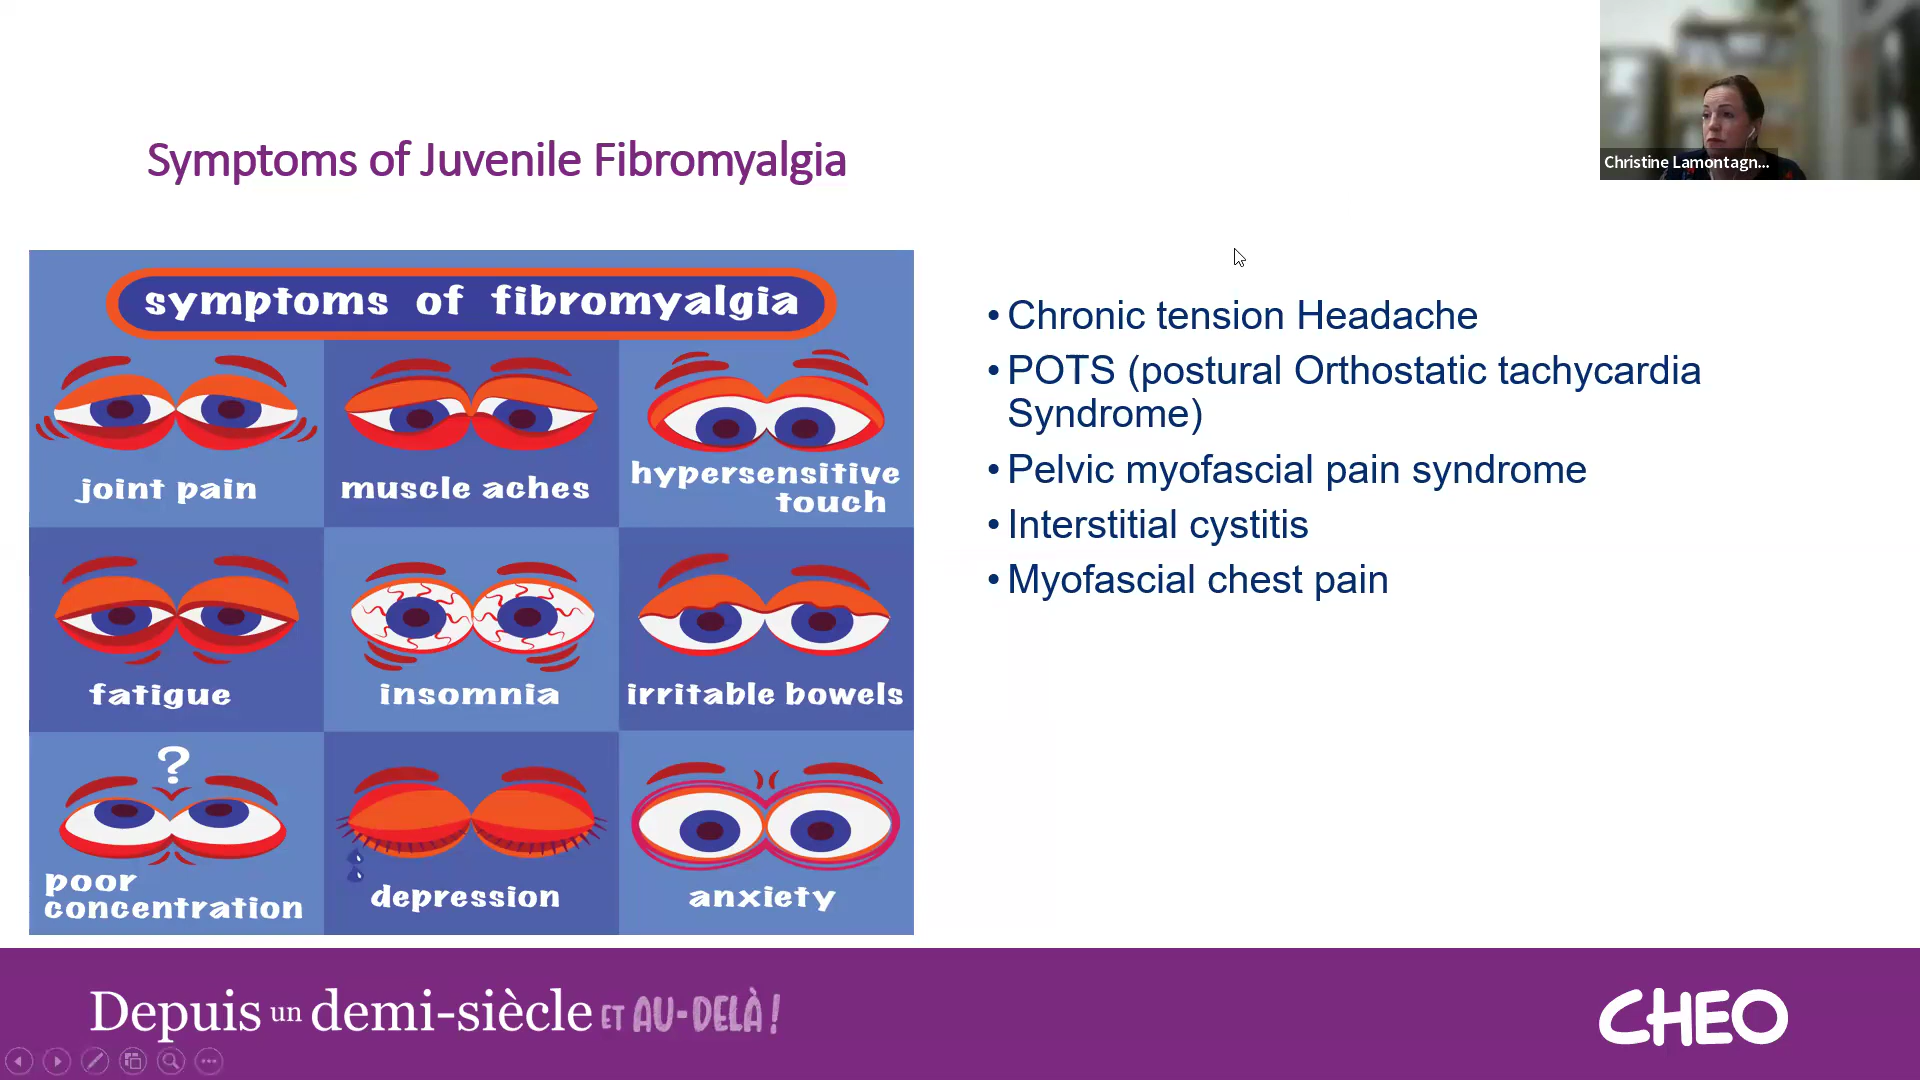 Christine Lamontagn...
Symptoms of Juvenile Fibromyalgia
symptoms of fibromyalgia
joint pain
muscle aches
hypersensitive
touch
fatigue
insomnia
irritable bowels
?
poor
concentration
depression
anxiety
• Chronic tension Headache
• POTS (postural Orthostatic tachycardia
Syndrome)
• Pelvic myofascial pain syndrome
• Interstitial cystitis
• Myofascial chest pain
Depuis un demi-siècle ET AU-DELÀ!
CHEO